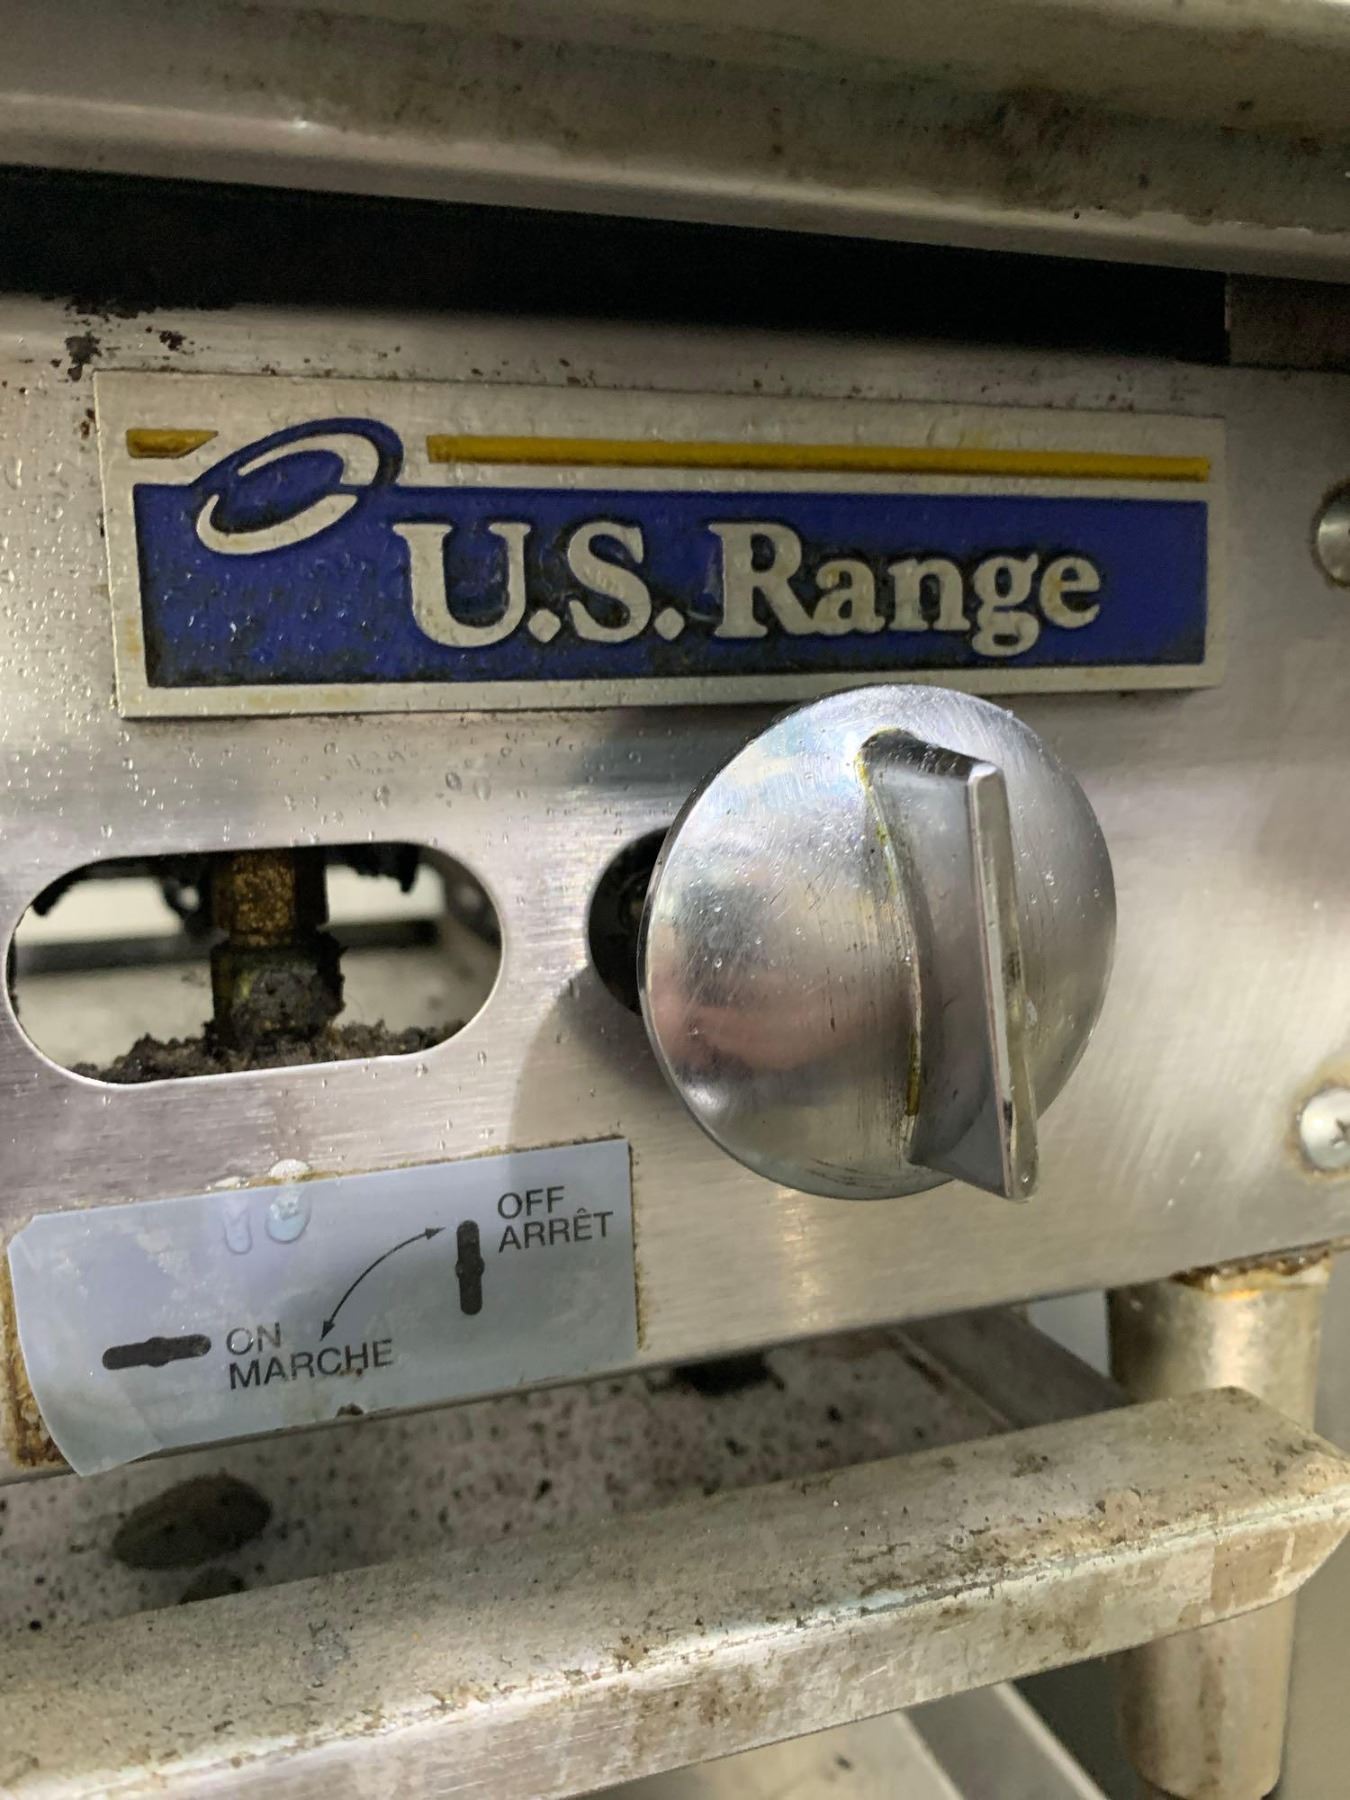 U.S. Range
OFF
ARRÊT
ON
MARCHE